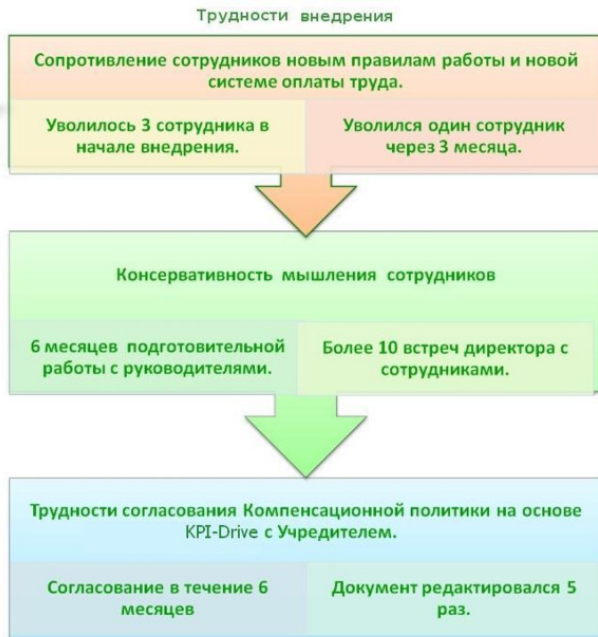 Трудности внедрения
Сопротивление сотрудников новым правилам работы и новой
системе оплаты труда.
Уволилось 3 сотрудника в
начале внедрения.
Уволился один сотрудник
через 3 месяца.
Консервативность мышления сотрудников
6 месяцев подготовительной
работы с руководителями.
Более 10 встреч директора с
сотрудниками.
Трудности согласования Компенсационной политики на основе
KPI-Drive с Учредителем.
Согласование в течение 6
месяцев
Документ редактировался 5
раз.